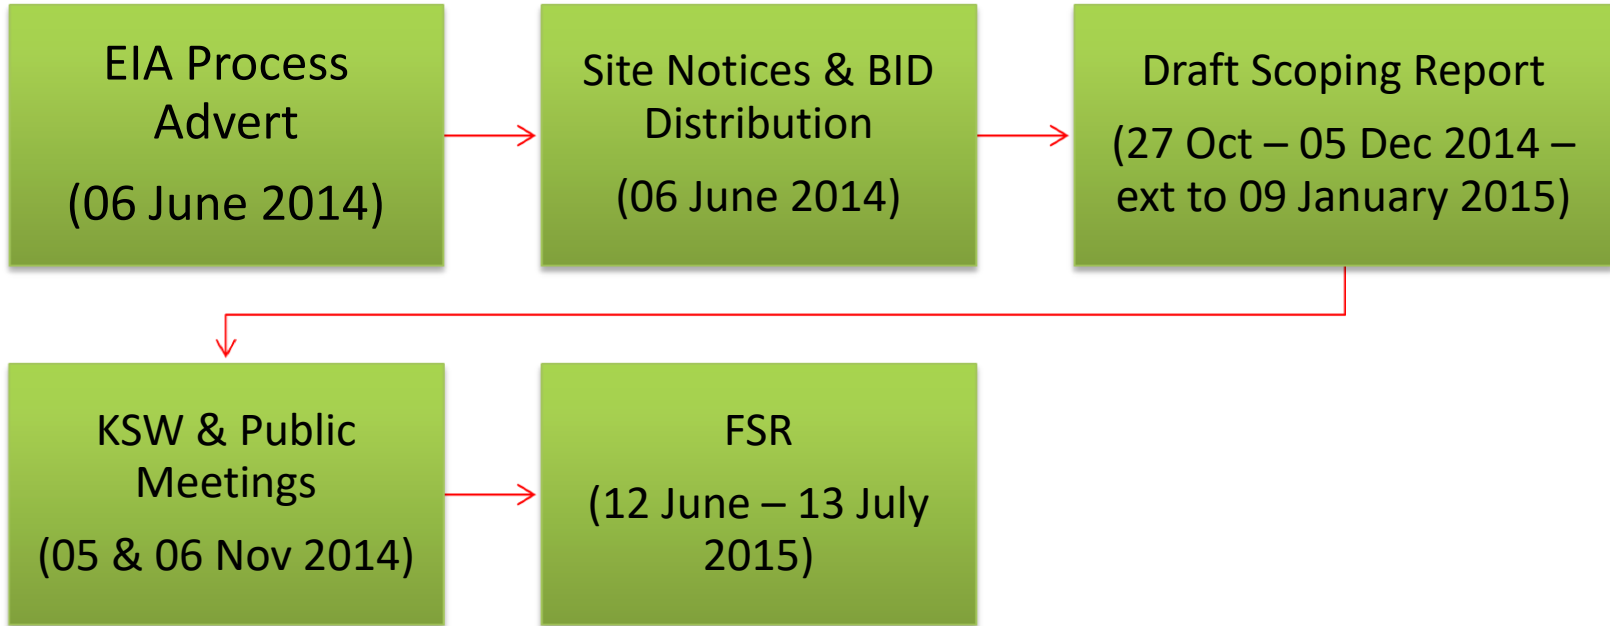 EIA Process
Advert
(06 June 2014)
Site Notices & BID
Distribution
(06 June 2014)
Draft Scoping Report
(27 Oct – 05 Dec 2014 –
ext to 09 January 2015)
KSW & Public
Meetings
(05 & 06 Nov 2014)
FSR
(12 June – 13 July
2015)